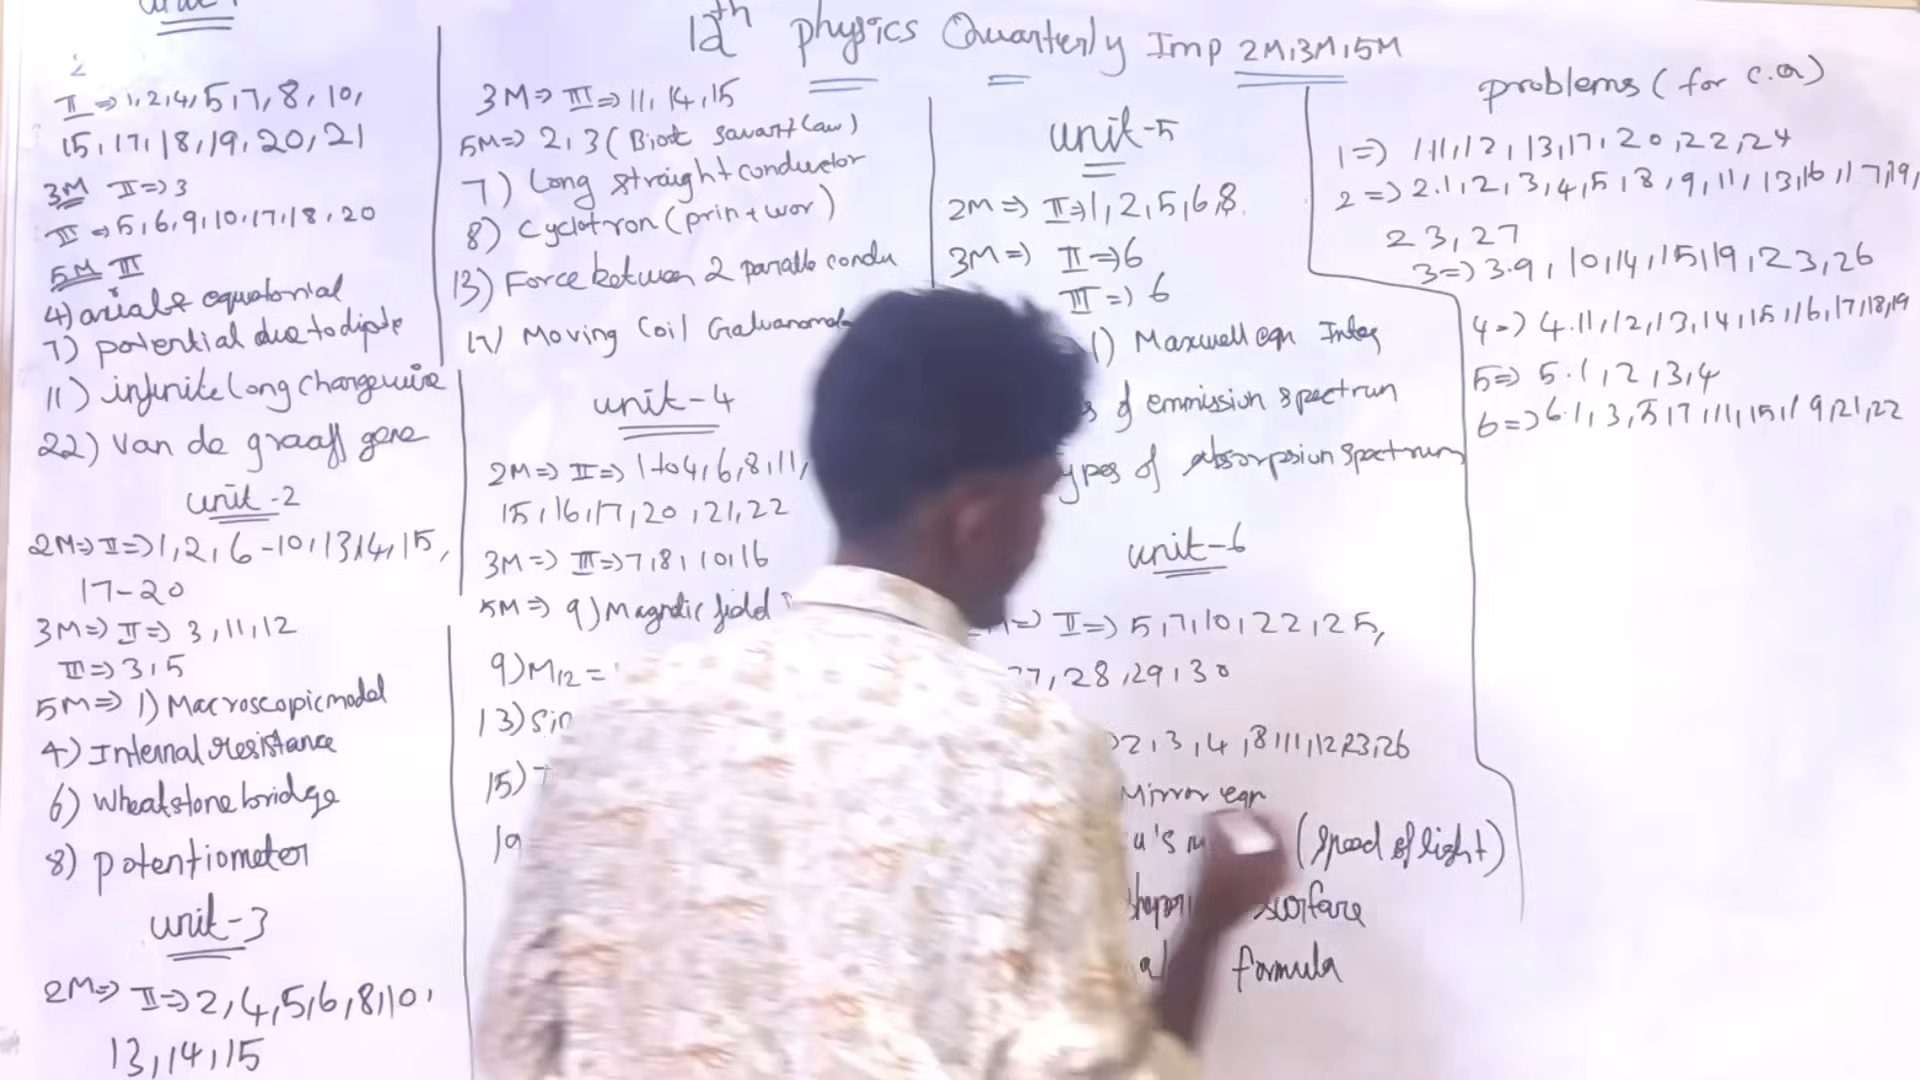 12th physics Quarterly Imp 2M,3M,5M
II => 1,2,4,5,7,8,10,
15,17,18,19,20,21
3M II => 3
III => 5,6,9,10,17,18,20
5M III
4) axial & equatorial
7) potential due to dipole
11) infinite long charge wire
22) Van de graaff gene
unit-2
2M => II => 1,2,6-10,13,14,15,
17-20
3M => II => 3,11,12
III => 3,5
5M => 1) Macroscopic model
4) Internal resistance
6) Wheatstone bridge
8) potentiometer
unit-3
2M => II => 2,4,5,6,8,10,
13,14,15
3M => III => 11,14,15
5M => 2,3 (Biot savart law)
7) Long straight conductor
8) Cyclotron (prin + wor)
13) Force between 2 paralle condu
17) Moving Coil
unit-4
2M => II => 1 to 4,6,8,11,
15,16,17,20,21,22
3M => III => 7,8,10,16
5M => 9) Magnetic field
9) M12 =
13)
15)
19
unit-5
2M => II => 1,2,5,6,8
3M => II => 6
III => 6
1) Maxwell eqn Integ
of emmission spectrum
of absorpsion spectrum
unit-6
=> II => 5,7,10,22,25,
27,28,29,30
2,3,4,8,11,12,23,26
Mirror eqn
(Speed of light)
surface
formula
problems (for c.a)
1 => 1.1,12,13,17,20,22,24
2 => 2.1,2,3,4,5,8,9,11,13,16,17,19,
23,27
3 => 3.9,10,14,15,19,23,26
4 => 4.11,12,13,14,15,16,17,18,19
5 => 5.1,2,3,4
6 => 6.1,3,5,7,11,15,19,21,22